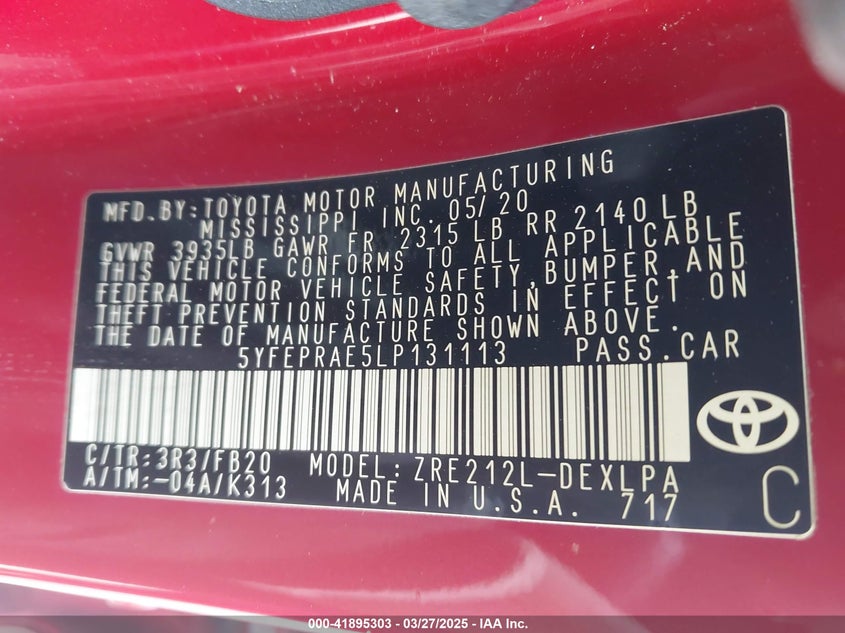 MFD.BY:TOYOTA MOTOR MANUFACTURING
MISSISSIPPI INC. 05/20
GVWR 3935LB GAWR FR 2315 LB RR 2140 LB
THIS VEHICLE CONFORMS TO ALL APPLICABLE
FEDERAL MOTOR VEHICLE SAFETY,BUMPER,AND
THEFT PREVENTION STANDARDS IN EFFECT ON
THE DATE OF MANUFACTURE SHOWN ABOVE.
5YFEPRAE5LP131113 PASS.CAR
C/TR:3R3/FB20 MODEL: ZRE212L-DEXLPA
A/TM:-04A/K313 MADE IN U.S.A. 717
C
000-41895303 - 03/27/2025 - IAA Inc.